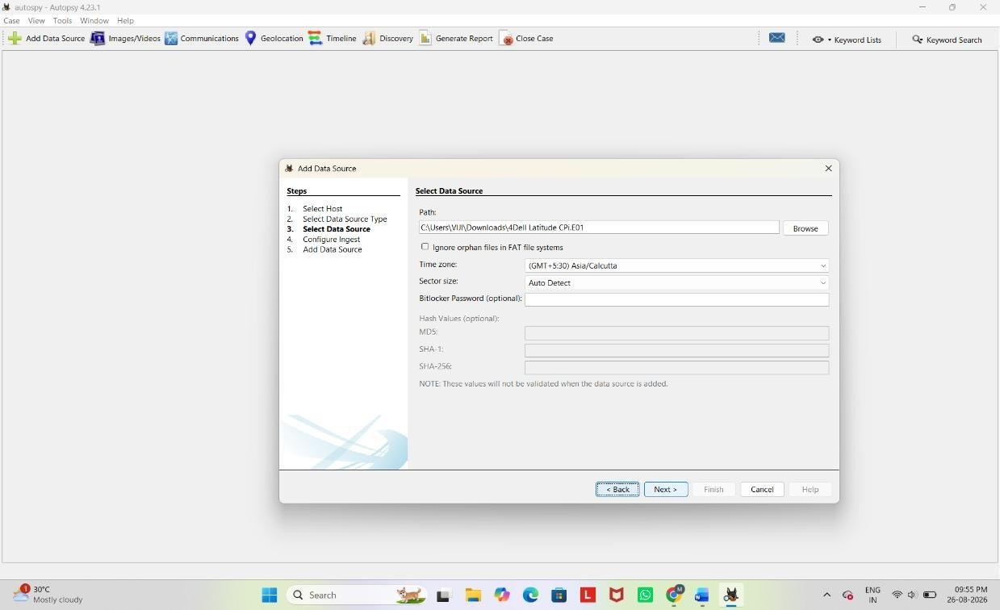 autospy - Autopsy 4.23.1
Case View Tools Window Help
Add Data Source Images/Videos Communications Geolocation Timeline Discovery Generate Report Close Case Keyword Lists Keyword Search
Add Data Source
Steps
1. Select Host
2. Select Data Source Type
3. Select Data Source
4. Configure Ingest
5. Add Data Source
Select Data Source
Path:
C:\Users\VIJI\Downloads\4Dell Latitude CPi.E01 Browse
Ignore orphan files in FAT file systems
Time zone: (GMT+5:30) Asia/Calcutta
Sector size: Auto Detect
Bitlocker Password (optional):
Hash Values (optional):
MD5:
SHA-1:
SHA-256:
NOTE: These values will not be validated when the data source is added.
< Back Next > Finish Cancel Help
1 30°C
Mostly cloudy
Search
L
M
W
ENG
IN
09:55 PM
26-08-2026